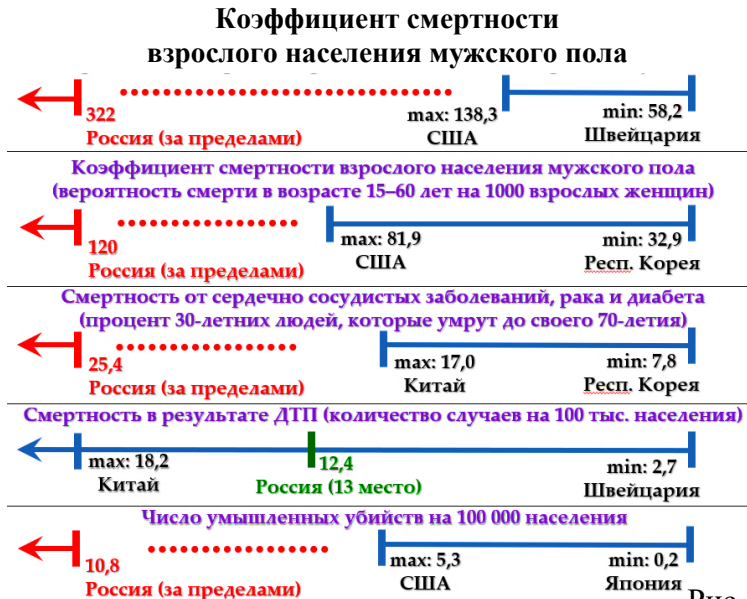 Коэффициент смертности
взрослого населения мужского пола
322
Россия (за пределами)
max: 138,3
США
min: 58,2
Швейцария
Коэффициент смертности взрослого населения мужского пола
(вероятность смерти в возрасте 15–60 лет на 1000 взрослых женщин)
120
Россия (за пределами)
max: 81,9
США
min: 32,9
Респ. Корея
Смертность от сердечно сосудистых заболеваний, рака и диабета
(процент 30-летних людей, которые умрут до своего 70-летия)
25,4
Россия (за пределами)
max: 17,0
Китай
min: 7,8
Респ. Корея
Смертность в результате ДТП (количество случаев на 100 тыс. населения)
max: 18,2
Китай
12,4
Россия (13 место)
min: 2,7
Швейцария
Число умышленных убийств на 100 000 населения
10,8
Россия (за пределами)
max: 5,3
США
min: 0,2
Япония